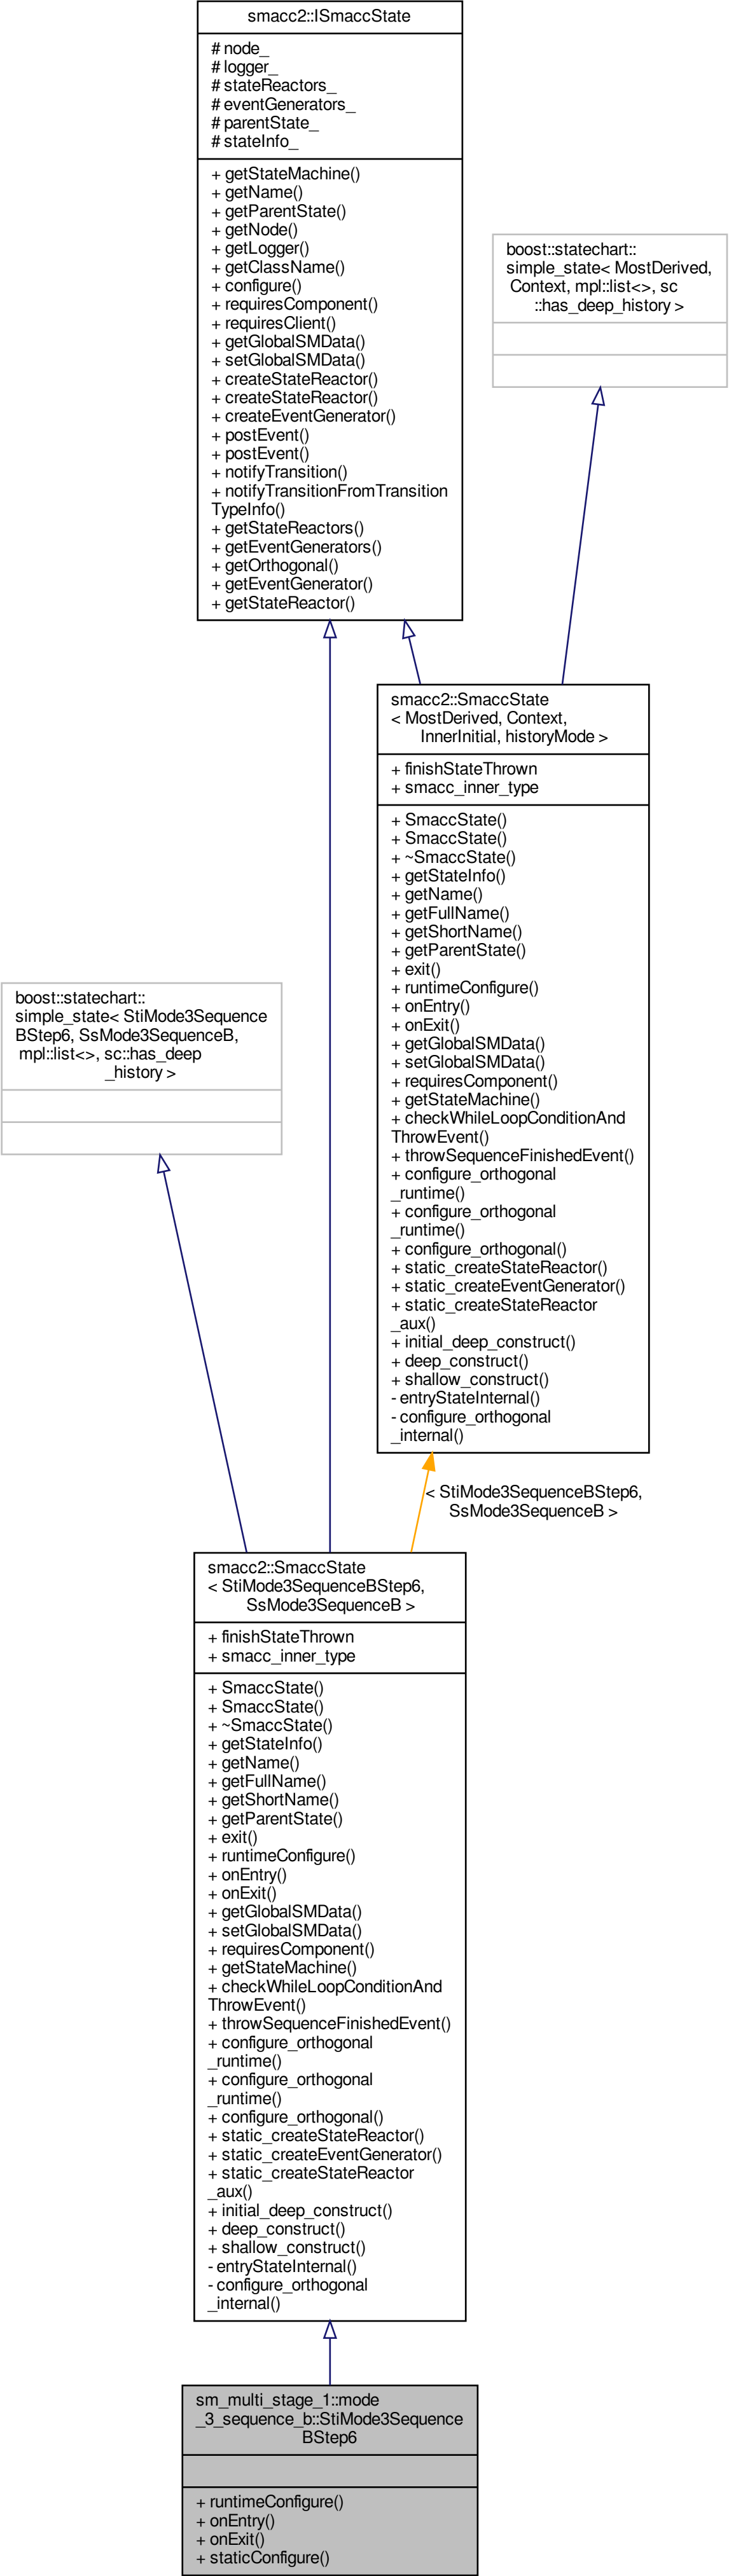 smacc2::ISmaccState
# node_
# logger_
# stateReactors_
# eventGenerators_
# parentState_
# stateInfo_
+ getStateMachine()
+ getName()
+ getParentState()
+ getNode()
+ getLogger()
+ getClassName()
+ configure()
+ requiresComponent()
+ requiresClient()
+ getGlobalSMData()
+ setGlobalSMData()
+ createStateReactor()
+ createStateReactor()
+ createEventGenerator()
+ postEvent()
+ postEvent()
+ notifyTransition()
+ notifyTransitionFromTransition
TypeInfo()
+ getStateReactors()
+ getEventGenerators()
+ getOrthogonal()
+ getEventGenerator()
+ getStateReactor()
boost::statechart::
simple_state< MostDerived,
Context, mpl::list<>, sc
::has_deep_history >
smacc2::SmaccState
< MostDerived, Context,
InnerInitial, historyMode >
+ finishStateThrown
+ smacc_inner_type
+ SmaccState()
+ SmaccState()
+ ~SmaccState()
+ getStateInfo()
+ getName()
+ getFullName()
+ getShortName()
+ getParentState()
+ exit()
+ runtimeConfigure()
+ onEntry()
+ onExit()
+ getGlobalSMData()
+ setGlobalSMData()
+ requiresComponent()
+ getStateMachine()
+ checkWhileLoopConditionAnd
ThrowEvent()
+ throwSequenceFinishedEvent()
+ configure_orthogonal
_runtime()
+ configure_orthogonal
_runtime()
+ configure_orthogonal()
+ static_createStateReactor()
+ static_createEventGenerator()
+ static_createStateReactor
_aux()
+ initial_deep_construct()
+ deep_construct()
+ shallow_construct()
- entryStateInternal()
- configure_orthogonal
_internal()
boost::statechart::
simple_state< StiMode3Sequence
BStep6, SsMode3SequenceB,
mpl::list<>, sc::has_deep
_history >
< StiMode3SequenceBStep6,
SsMode3SequenceB >
smacc2::SmaccState
< StiMode3SequenceBStep6,
SsMode3SequenceB >
+ finishStateThrown
+ smacc_inner_type
+ SmaccState()
+ SmaccState()
+ ~SmaccState()
+ getStateInfo()
+ getName()
+ getFullName()
+ getShortName()
+ getParentState()
+ exit()
+ runtimeConfigure()
+ onEntry()
+ onExit()
+ getGlobalSMData()
+ setGlobalSMData()
+ requiresComponent()
+ getStateMachine()
+ checkWhileLoopConditionAnd
ThrowEvent()
+ throwSequenceFinishedEvent()
+ configure_orthogonal
_runtime()
+ configure_orthogonal
_runtime()
+ configure_orthogonal()
+ static_createStateReactor()
+ static_createEventGenerator()
+ static_createStateReactor
_aux()
+ initial_deep_construct()
+ deep_construct()
+ shallow_construct()
- entryStateInternal()
- configure_orthogonal
_internal()
sm_multi_stage_1::mode
_3_sequence_b::StiMode3Sequence
BStep6
+ runtimeConfigure()
+ onEntry()
+ onExit()
+ staticConfigure()